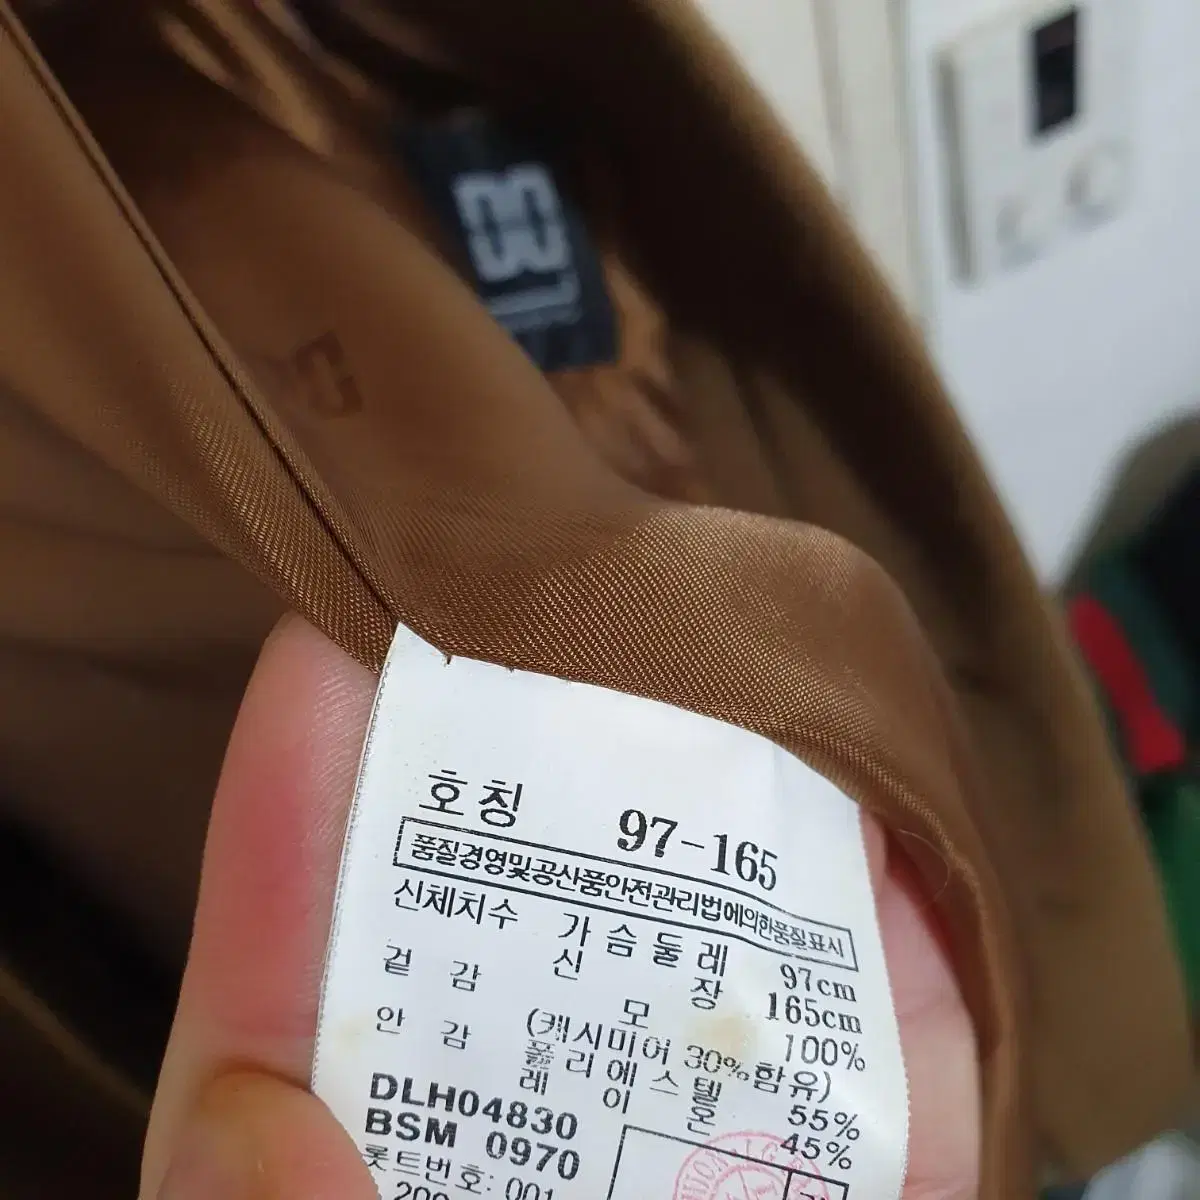 호칭 97-165
품질경영및공산품안전관리법에의한품질표시
신체치수 가슴둘레 97cm
신장 165cm
겉감 모 100%
(캐시미어 30%함유)
안감 폴리에스텔 55%
레이온 45%
DLH04830
BSM 0970
롯트번호: 001